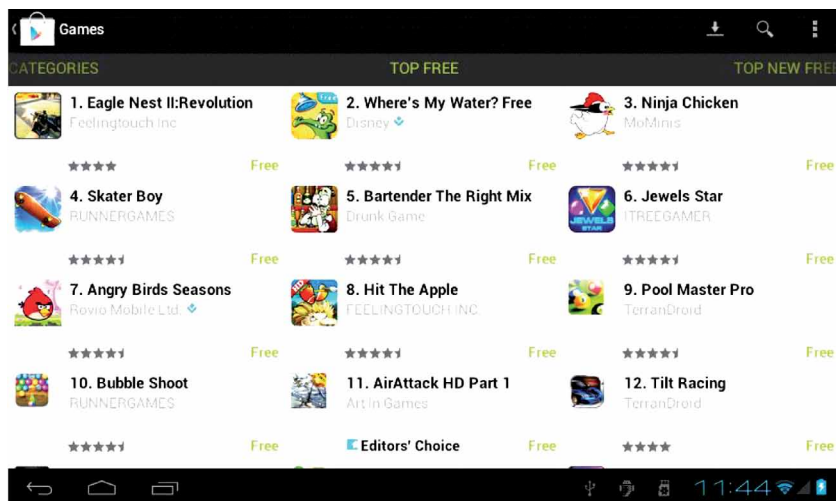 Games
CATEGORIES
TOP FREE
TOP NEW FREE
1. Eagle Nest II:Revolution
Feelingtouch Inc
Free
2. Where's My Water? Free
Disney
Free
3. Ninja Chicken
MoMinis
Free
4. Skater Boy
RUNNERGAMES
Free
5. Bartender The Right Mix
Drunk Game
Free
6. Jewels Star
ITREEGAMER
Free
7. Angry Birds Seasons
Rovio Mobile Ltd.
Free
8. Hit The Apple
FEELINGTOUCH INC
Free
9. Pool Master Pro
TerranDroid
Free
10. Bubble Shoot
RUNNERGAMES
Free
11. AirAttack HD Part 1
Art In Games
Editors' Choice
Free
12. Tilt Racing
TerranDroid
Free
JEWELS
STAR
Free
HD
11:44